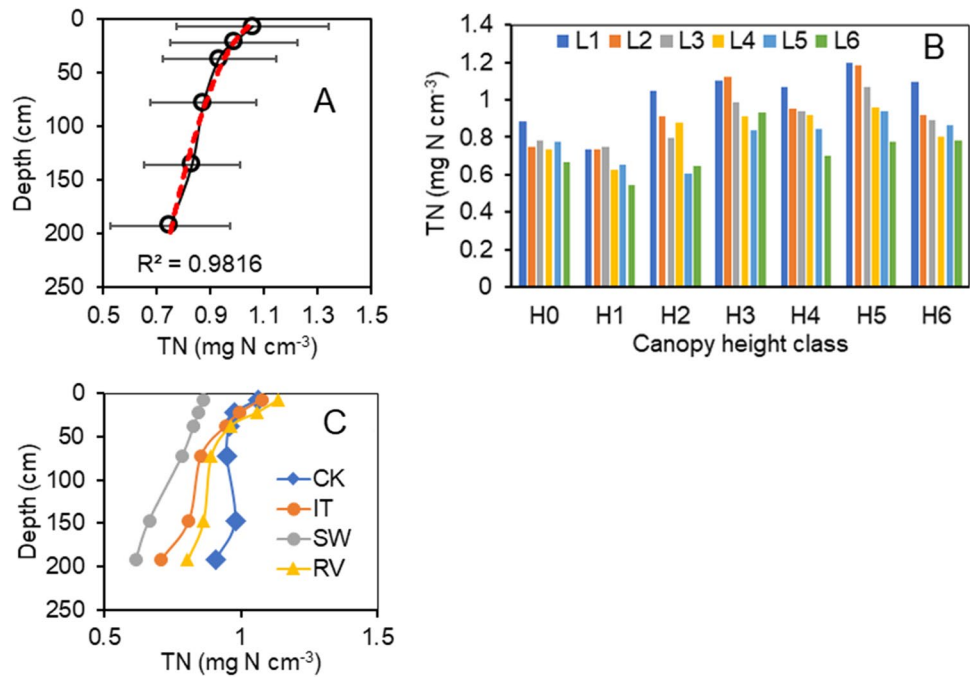 0
50
100
150
200
250
Depth (cm)
A
R² = 0.9816
0.5 0.7 0.9 1.1 1.3 1.5
TN (mg N cm⁻³)
1.4
1.2
1
0.8
0.6
0.4
0.2
0
TN (mg N cm⁻³)
L1 L2 L3 L4 L5 L6
B
H0 H1 H2 H3 H4 H5 H6
Canopy height class
0
50
100
150
200
250
Depth (cm)
C
CK
IT
SW
RV
0.5 1 1.5
TN (mg N cm⁻³)